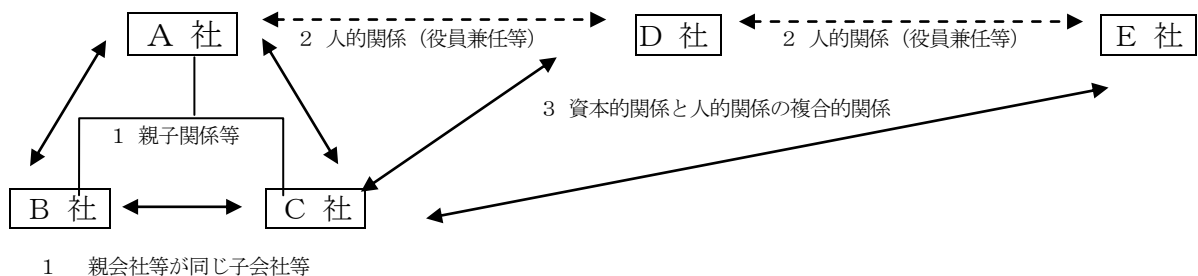 A 社
D 社
E 社
2 人的関係（役員兼任等）
2 人的関係（役員兼任等）
3 資本的関係と人的関係の複合的関係
1 親子関係等
B 社
C 社
1 親会社等が同じ子会社等